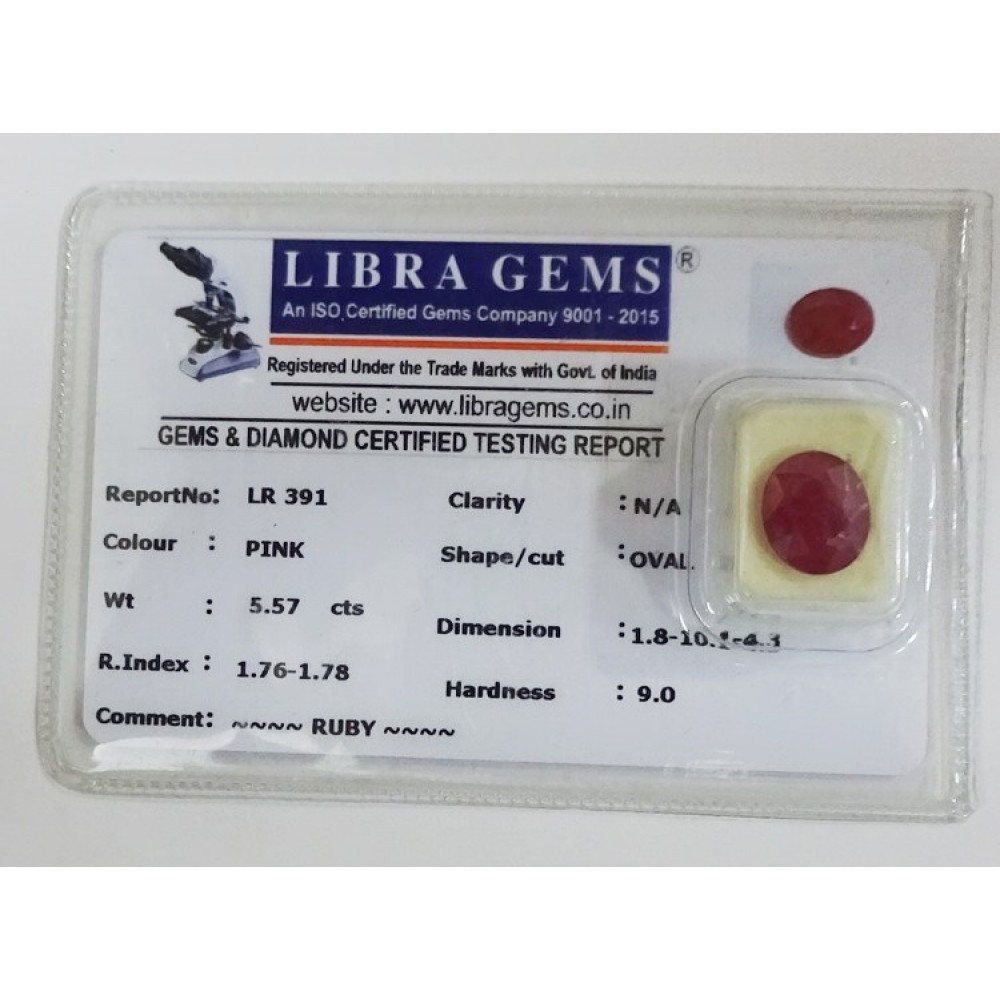 LIBRA GEMS ®
An ISO Certified Gems Company 9001 - 2015
Registered Under the Trade Marks with Govt. of India
website : www.libragems.co.in
GEMS & DIAMOND CERTIFIED TESTING REPORT
ReportNo: LR 391
Clarity : N/A
Colour : PINK
Shape/cut : OVAL
Wt : 5.57 cts
Dimension :
R.Index : 1.76-1.78
Hardness : 9.0
Comment: ~~~~ RUBY ~~~~